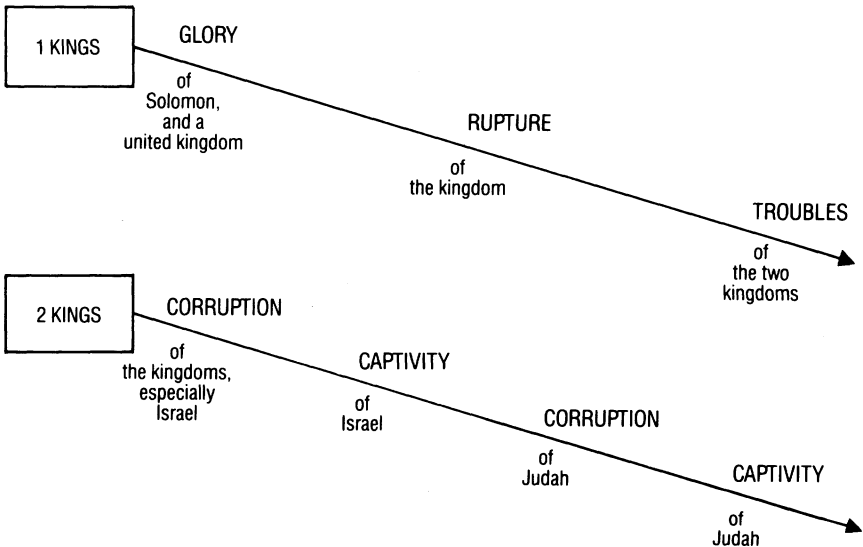 1 KINGS
GLORY
of
Solomon,
and a
united kingdom
RUPTURE
of
the kingdom
TROUBLES
of
the two
kingdoms
2 KINGS
CORRUPTION
of
the kingdoms,
especially
Israel
CAPTIVITY
of
Israel
CORRUPTION
of
Judah
CAPTIVITY
of
Judah